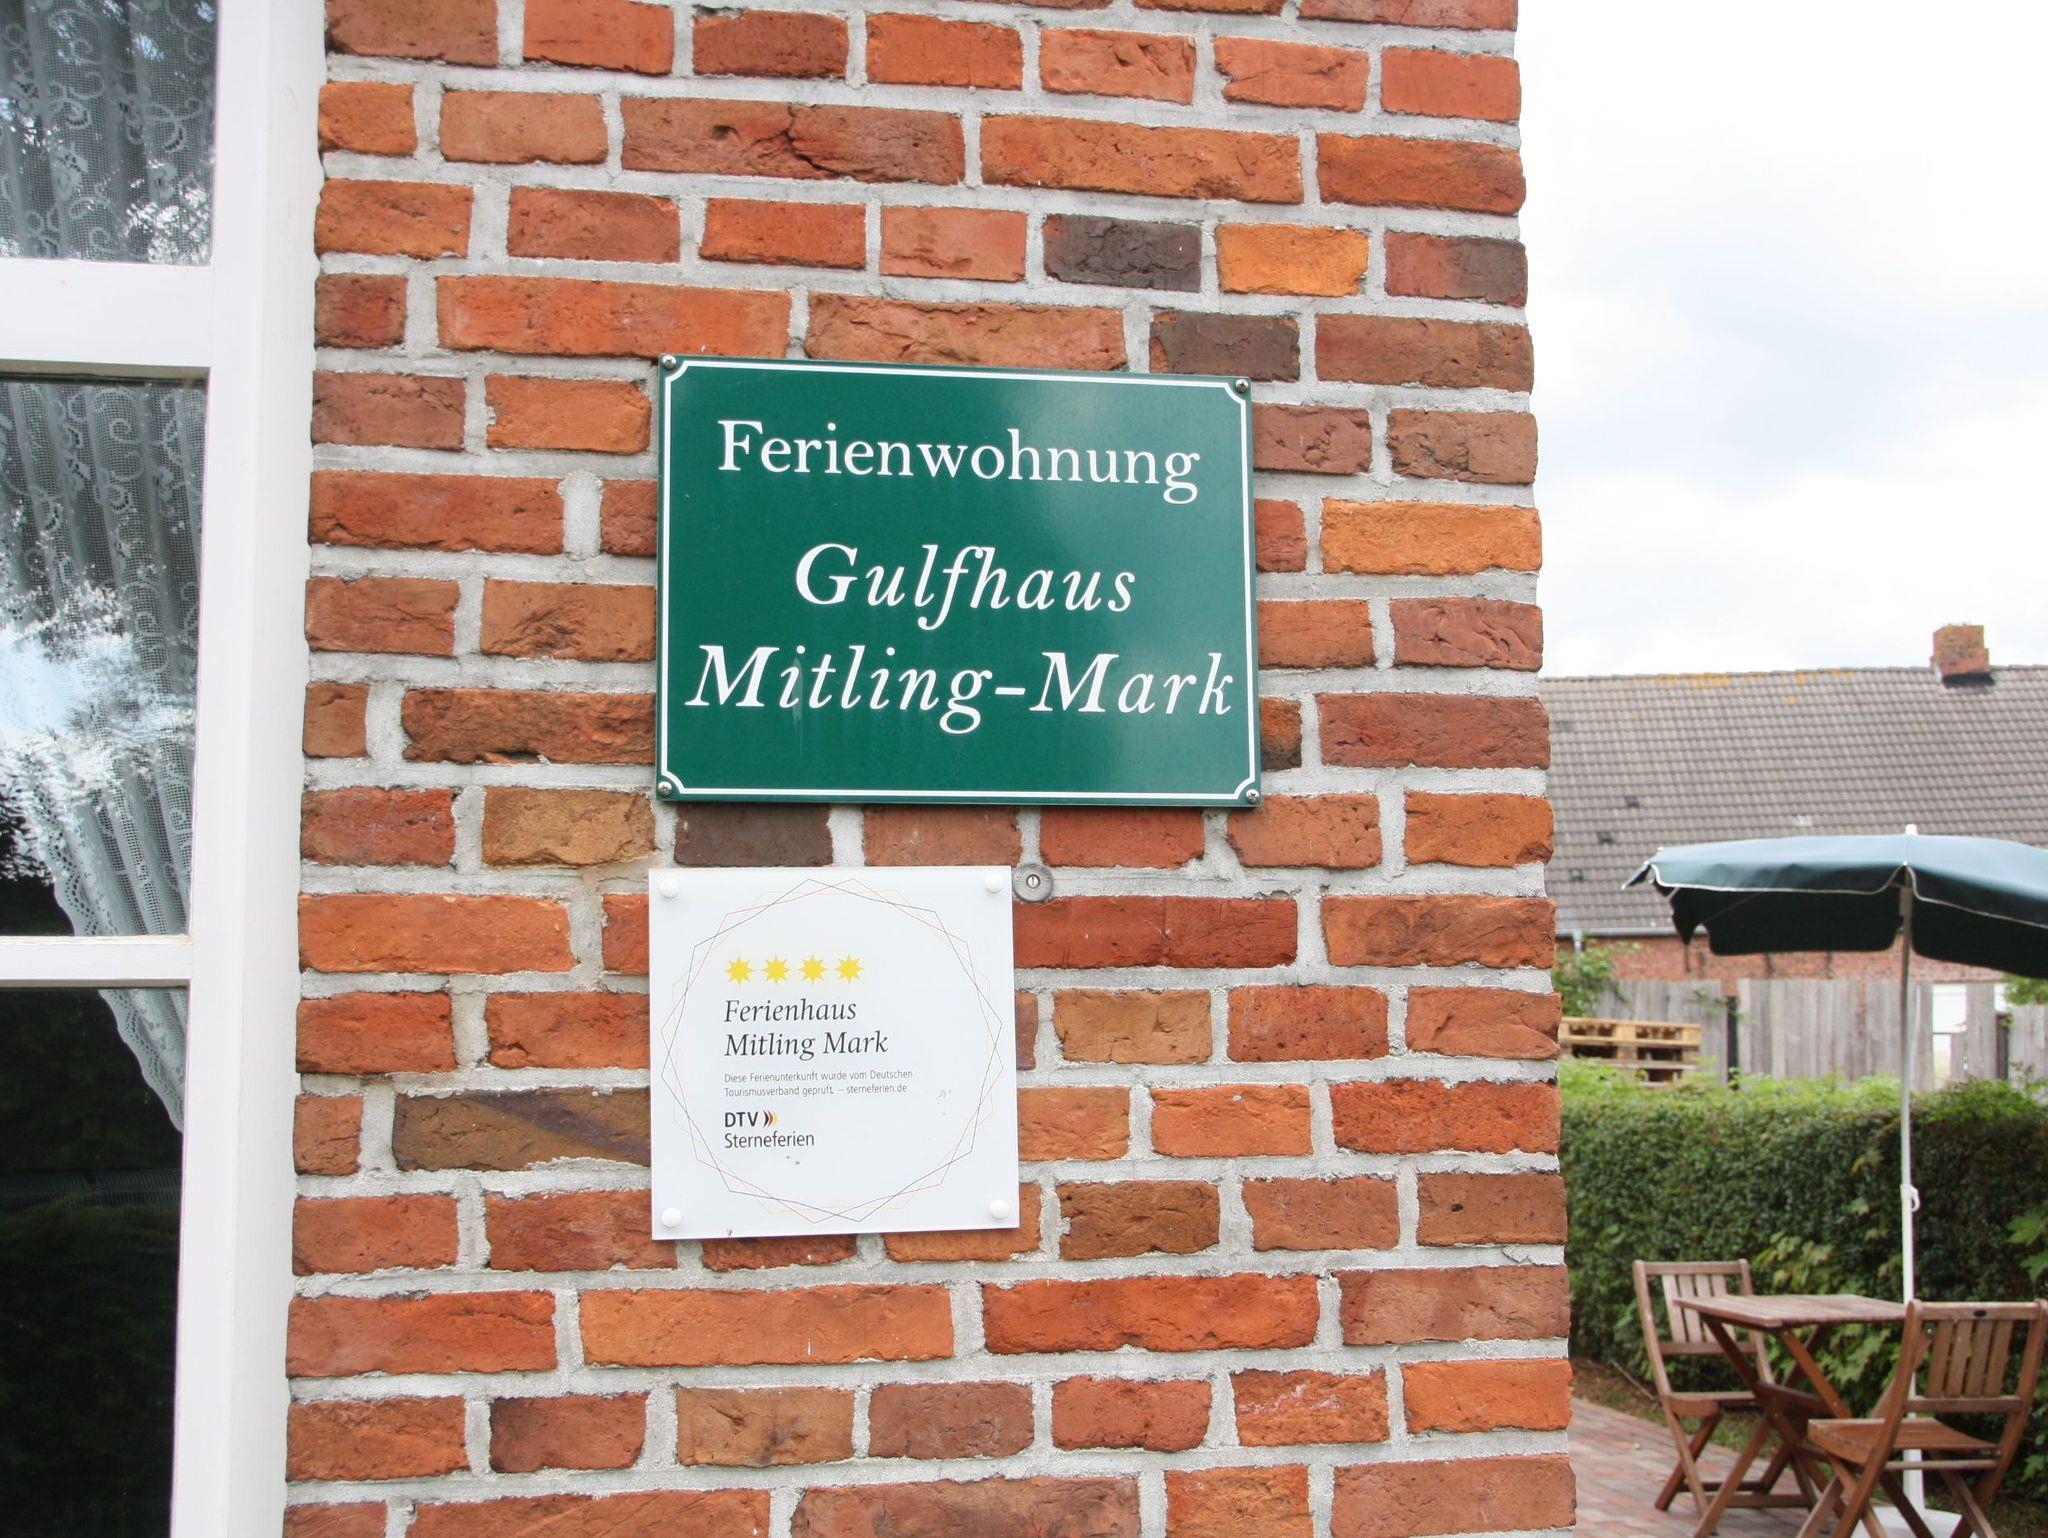 Ferienwohnung
Gulfhaus
Mitling-Mark
Ferienhaus
Mitling Mark
Diese Ferienunterkunft wurde vom Deutschen
Tourismusverband geprüft. – sterneferien.de
DTV
Sterneferien